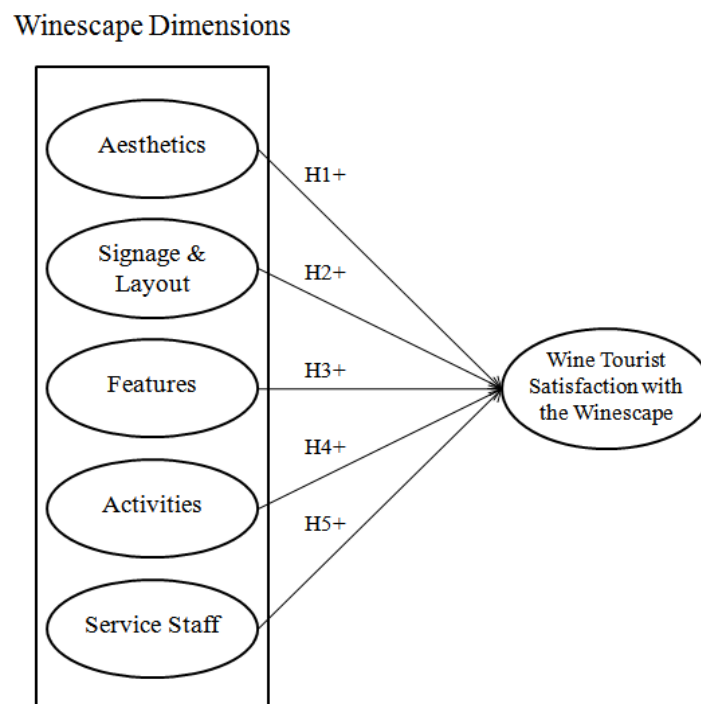 Winescape Dimensions
Aesthetics
H1+
Signage &
Layout
H2+
Features
H3+
Wine Tourist
Satisfaction with
the Winescape
Activities
H4+
Service Staff
H5+